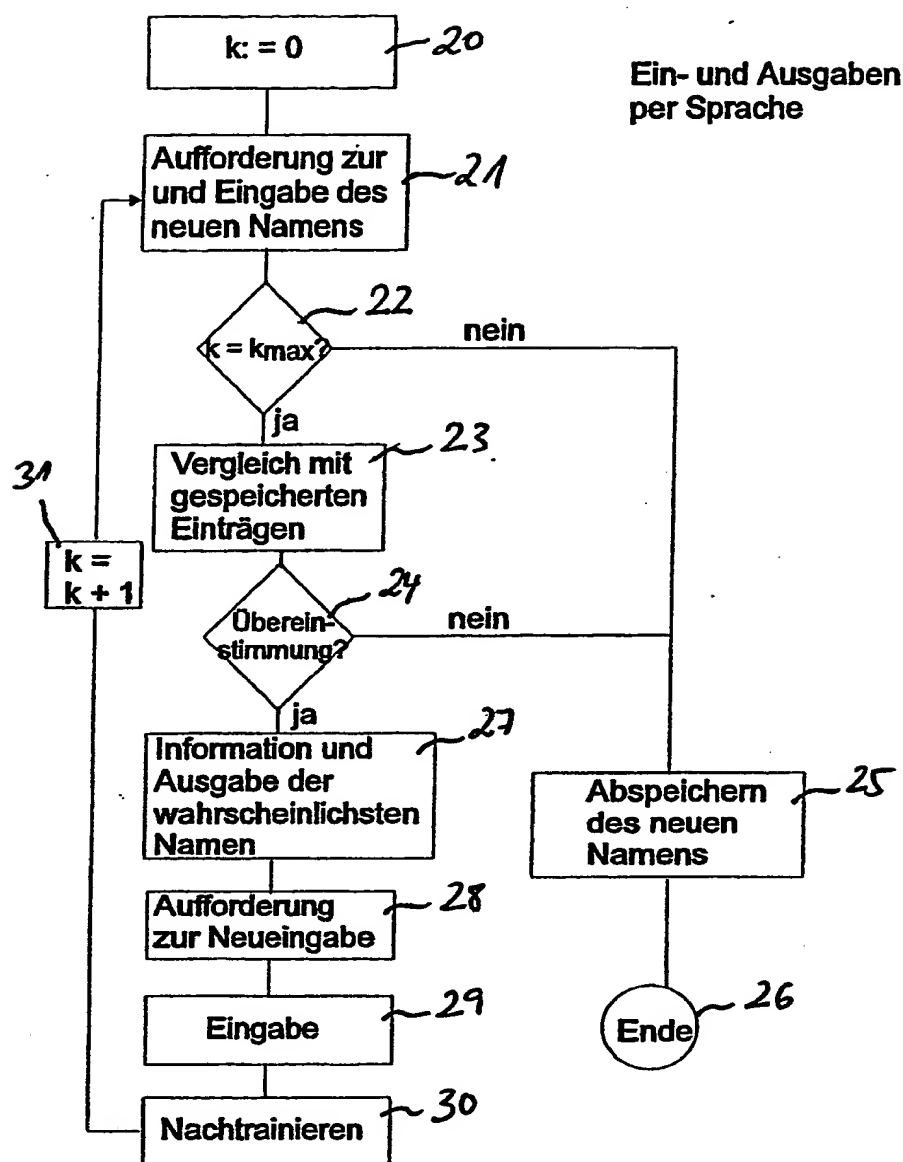 k: = 0
20
Ein- und Ausgaben
per Sprache
Aufforderung zur
und Eingabe des
neuen Namens
21
22
k = kmax?
nein
ja
23
Vergleich mit
gespeicherten
Einträgen
31
k =
k + 1
24
Überein-
stimmung?
nein
ja
27
Information und
Ausgabe der
wahrscheinlichsten
Namen
25
Abspeichern
des neuen
Namens
28
Aufforderung
zur Neueingabe
29
Eingabe
26
Ende
30
Nachtrainieren